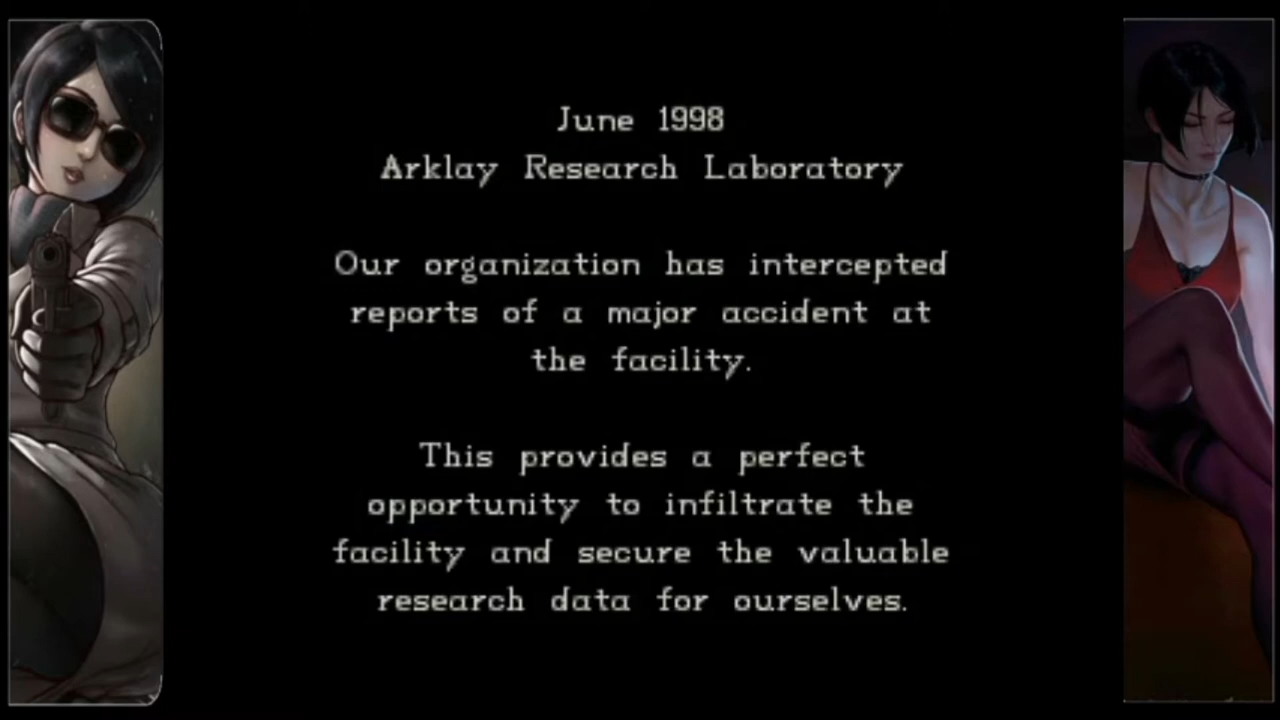 June 1998
Arklay Research Laboratory
Our organization has intercepted
reports of a major accident at
the facility.
This provides a perfect
opportunity to infiltrate the
facility and secure the valuable
research data for ourselves.